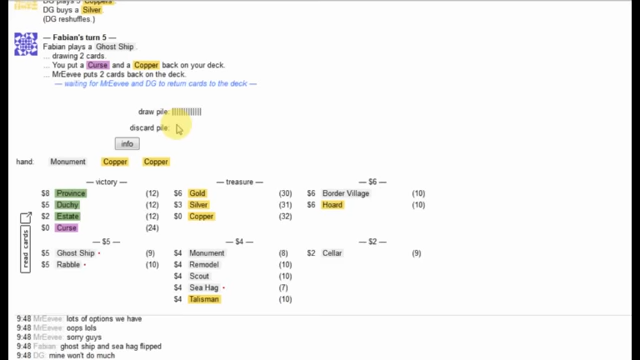 DG plays 5 Coppers
DG buys a Silver
(DG reshuffles.)
— Fabian's turn 5 —
Fabian plays a Ghost Ship.
... drawing 2 cards.
... You put a Curse and a Copper back on your deck.
... MrEevee puts 2 cards back on the deck.
— waiting for MrEevee and DG to return cards to the deck —
draw pile:
discard pile:
info
hand: Monument Copper Copper
— victory — — treasure — — $6 —
$8 Province (12) $6 Gold (30) $6 Border Village (10)
$5 Duchy (12) $3 Silver (31) $6 Hoard (10)
$2 Estate (12) $0 Copper (32)
$0 Curse (24)
read cards
— $5 — — $4 — — $2 —
$5 Ghost Ship (9) $4 Monument (8) $2 Cellar (9)
$5 Rabble (10) $4 Remodel (10)
$4 Scout (10)
$4 Sea Hag (7)
$4 Talisman (10)
9:48 MrEevee: lots of options we have
9:48 MrEevee: oops lols
9:48 MrEevee: sorry guys
9:48 Fabian: ghost ship and sea hag flipped
9:48 DG: mine won't do much